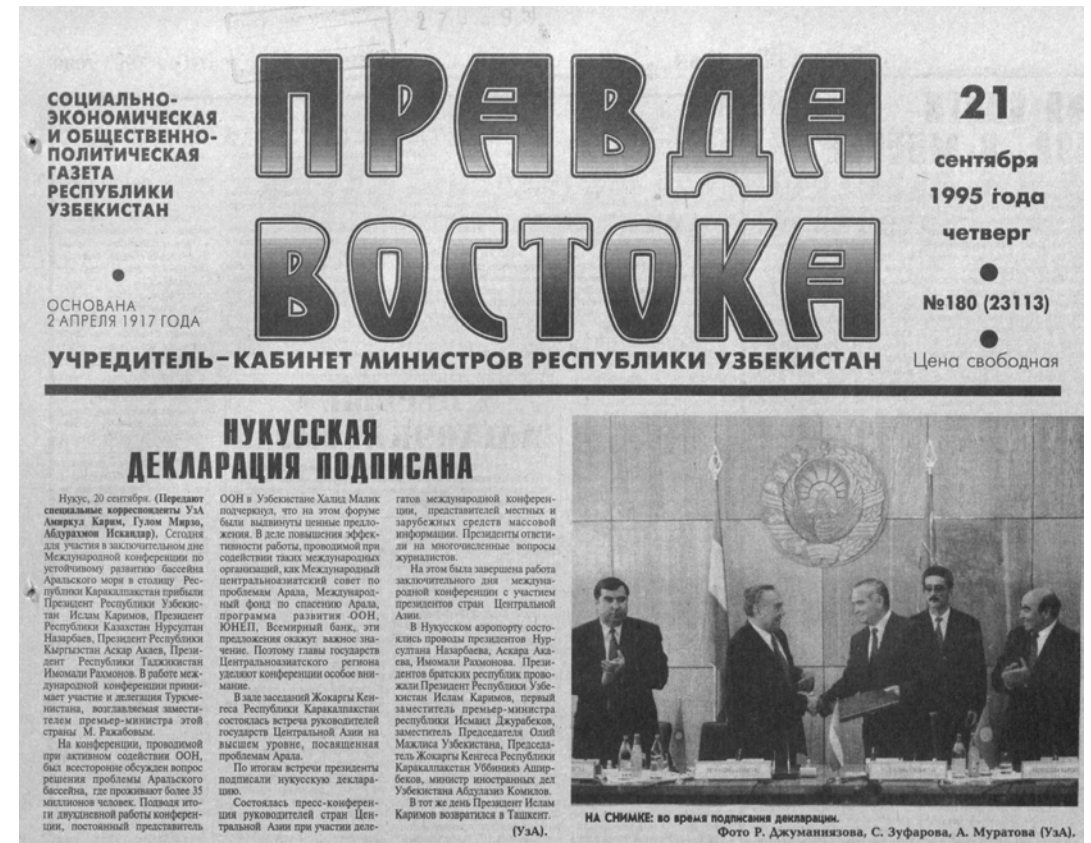 СОЦИАЛЬНО-
ЭКОНОМИЧЕСКАЯ
И ОБЩЕСТВЕННО-
ПОЛИТИЧЕСКАЯ
ГАЗЕТА
РЕСПУБЛИКИ
УЗБЕКИСТАН
ОСНОВАНА
2 АПРЕЛЯ 1917 ГОДА
ПРАВДА
ВОСТОКА
21
сентября
1995 года
четверг
№180 (23113)
Цена свободная
УЧРЕДИТЕЛЬ – КАБИНЕТ МИНИСТРОВ РЕСПУБЛИКИ УЗБЕКИСТАН
НУКУССКАЯ
ДЕКЛАРАЦИЯ ПОДПИСАНА
Нукус, 20 сентября. (Передают
специальные корреспонденты УзА
Амиркул Карим, Гулом Мирзо,
Абдурахмон Искандар). Сегодня
для участия в заключительном дне
Международной конференции по
устойчивому развитию бассейна
Аральского моря в столицу Рес-
публики Каракалпакстан прибыли
Президент Республики Узбекис-
тан Ислам Каримов, Президент
Республики Казахстан Нурсултан
Назарбаев, Президент Республики
Кыргызстан Аскар Акаев, Прези-
дент Республики Таджикистан
Имомали Рахмонов. В работе меж-
дународной конференции прини-
мает участие и делегация Туркме-
нистана, возглавляемая замести-
телем премьер-министра этой
страны М. Ражабовым.
На конференции, проводимой
при активном содействии ООН,
был всесторонне обсужден вопрос
решения проблемы Аральского
бассейна, где проживают более 35
миллионов человек. Подводя ито-
ги двухдневной работы конферен-
ции, постоянный представитель
ООН в Узбекистане Халид Малик
подчеркнул, что на этом форуме
были выдвинуты ценные предло-
жения. В деле повышения эффек-
тивности работы, проводимой при
содействии таких международных
организаций, как Международный
центральноазиатский совет по
проблемам Арала, Международ-
ный фонд по спасению Арала,
программа развития ООН,
ЮНЕП, Всемирный банк, эти
предложения окажут важное зна-
чение. Поэтому главы государств
Центральноазиатского региона
уделяют конференции особое вни-
мание.
В зале заседаний Жокаргы Кен-
геса Республики Каракалпакстан
состоялась встреча руководителей
государств Центральной Азии на
высшем уровне, посвященная
проблемам Арала.
По итогам встречи президенты
подписали нукусскую деклара-
цию.
Состоялась пресс-конферен-
ция руководителей стран Цен-
тральной Азии при участии деле-
гатов международной конферен-
ции, представителей местных и
зарубежных средств массовой
информации. Президенты ответи-
ли на многочисленные вопросы
журналистов.
На этом была завершена работа
заключительного дня междуна-
родной конференции с участием
президентов стран Центральной
Азии.
В Нукусском аэропорту состо-
ялись проводы президентов Нур-
султана Назарбаева, Аскара Ака-
ева, Имомали Рахмонова. Прези-
дентов братских республик прово-
жали Президент Республики Узбе-
кистан Ислам Каримов, первый
заместитель премьер-министра
республики Исмаил Джурабеков,
заместитель Председателя Олий
Мажлиса Узбекистана, Председа-
тель Жокаргы Кенгеса Республики
Каракалпакстан Уббинияз Ашир-
беков, министр иностранных дел
Узбекистана Абдулазиз Комилов.
В тот же день Президент Ислам
Каримов возвратился в Ташкент.
(УзА).
НА СНИМКЕ: во время подписания декларации.
Фото Р. Джуманиязова, С. Зуфарова, А. Муратова (УзА).